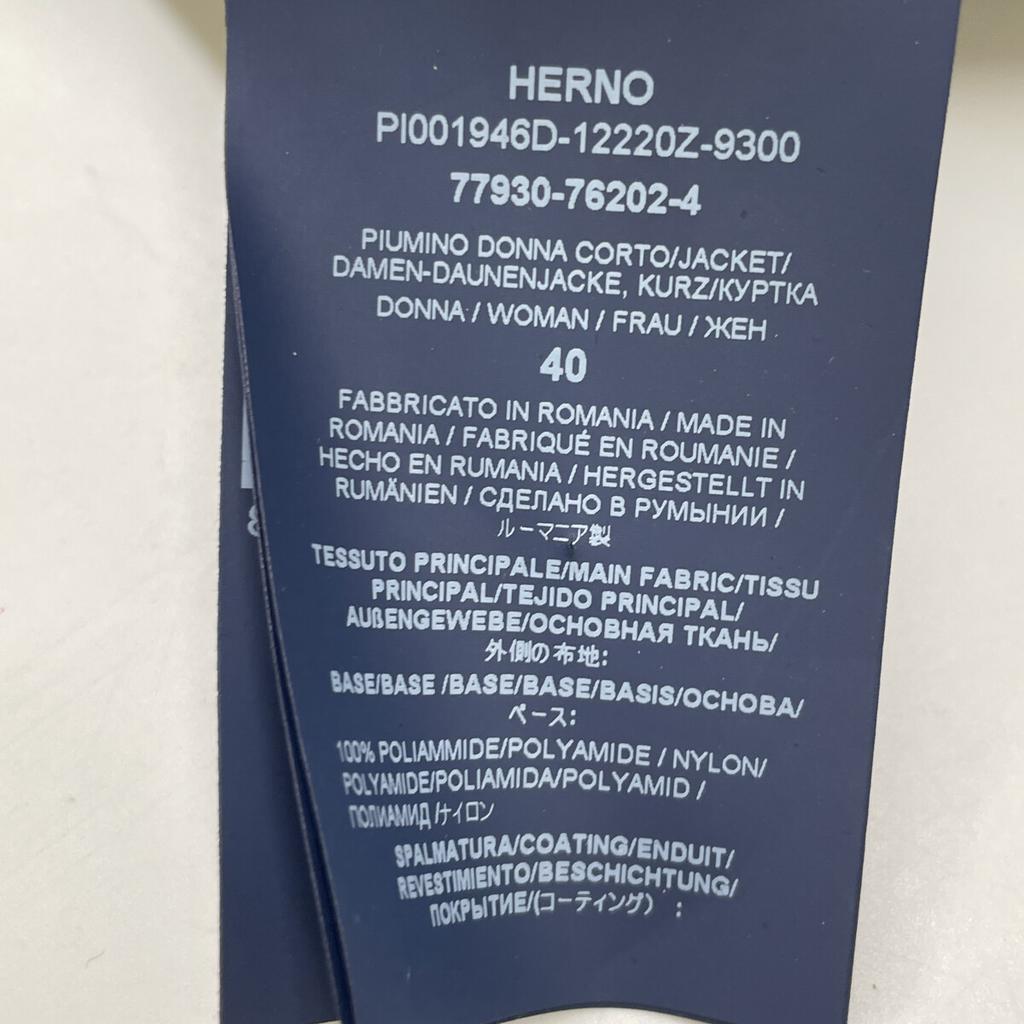 HERNO
PI001946D-12220Z-9300
77930-76202-4
PIUMINO DONNA CORTO/JACKET/
DAMEN-DAUNENJACKE, KURZ/КУРТКА
DONNA / WOMAN / FRAU / ЖЕН
40
FABBRICATO IN ROMANIA / MADE IN
ROMANIA / FABRIQUÉ EN ROUMANIE /
HECHO EN RUMANIA / HERGESTELLT IN
RUMÄNIEN / СДЕЛАНО В РУМЫНИИ /
ルーマニア製
TESSUTO PRINCIPALE/MAIN FABRIC/TISSU
PRINCIPAL/TEJIDO PRINCIPAL/
AUßENGEWEBE/ОСНОВНАЯ ТКАНЬ/
外側の布地:
BASE/BASE /BASE/BASE/BASIS/ОСНОВА/
ベース:
100% POLIAMMIDE/POLYAMIDE / NYLON/
POLYAMIDE/POLIAMIDA/POLYAMID /
ПОЛИАМИД /ナイロン
SPALMATURA/COATING/ENDUIT/
REVESTIMIENTO/BESCHICHTUNG/
ПОКРЫТИЕ/(コーティング) :